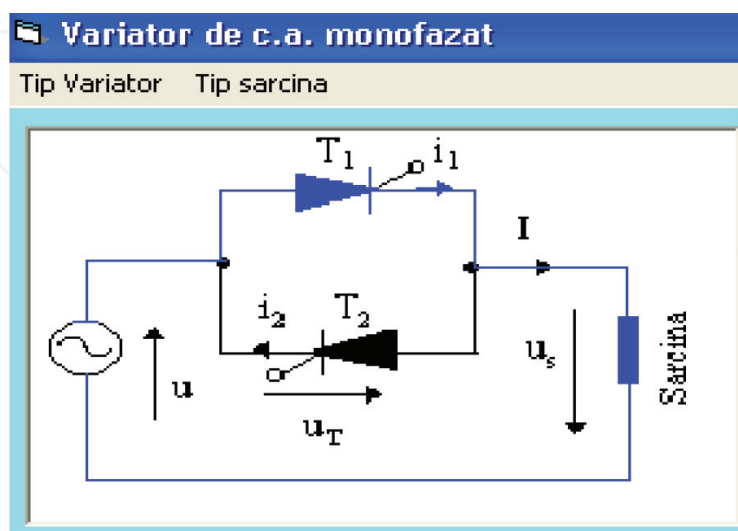 Variator de c.a. monofazat
Tip Variator Tip sarcina
T1 i1
I
i2 T2
u us Sarcina
uT